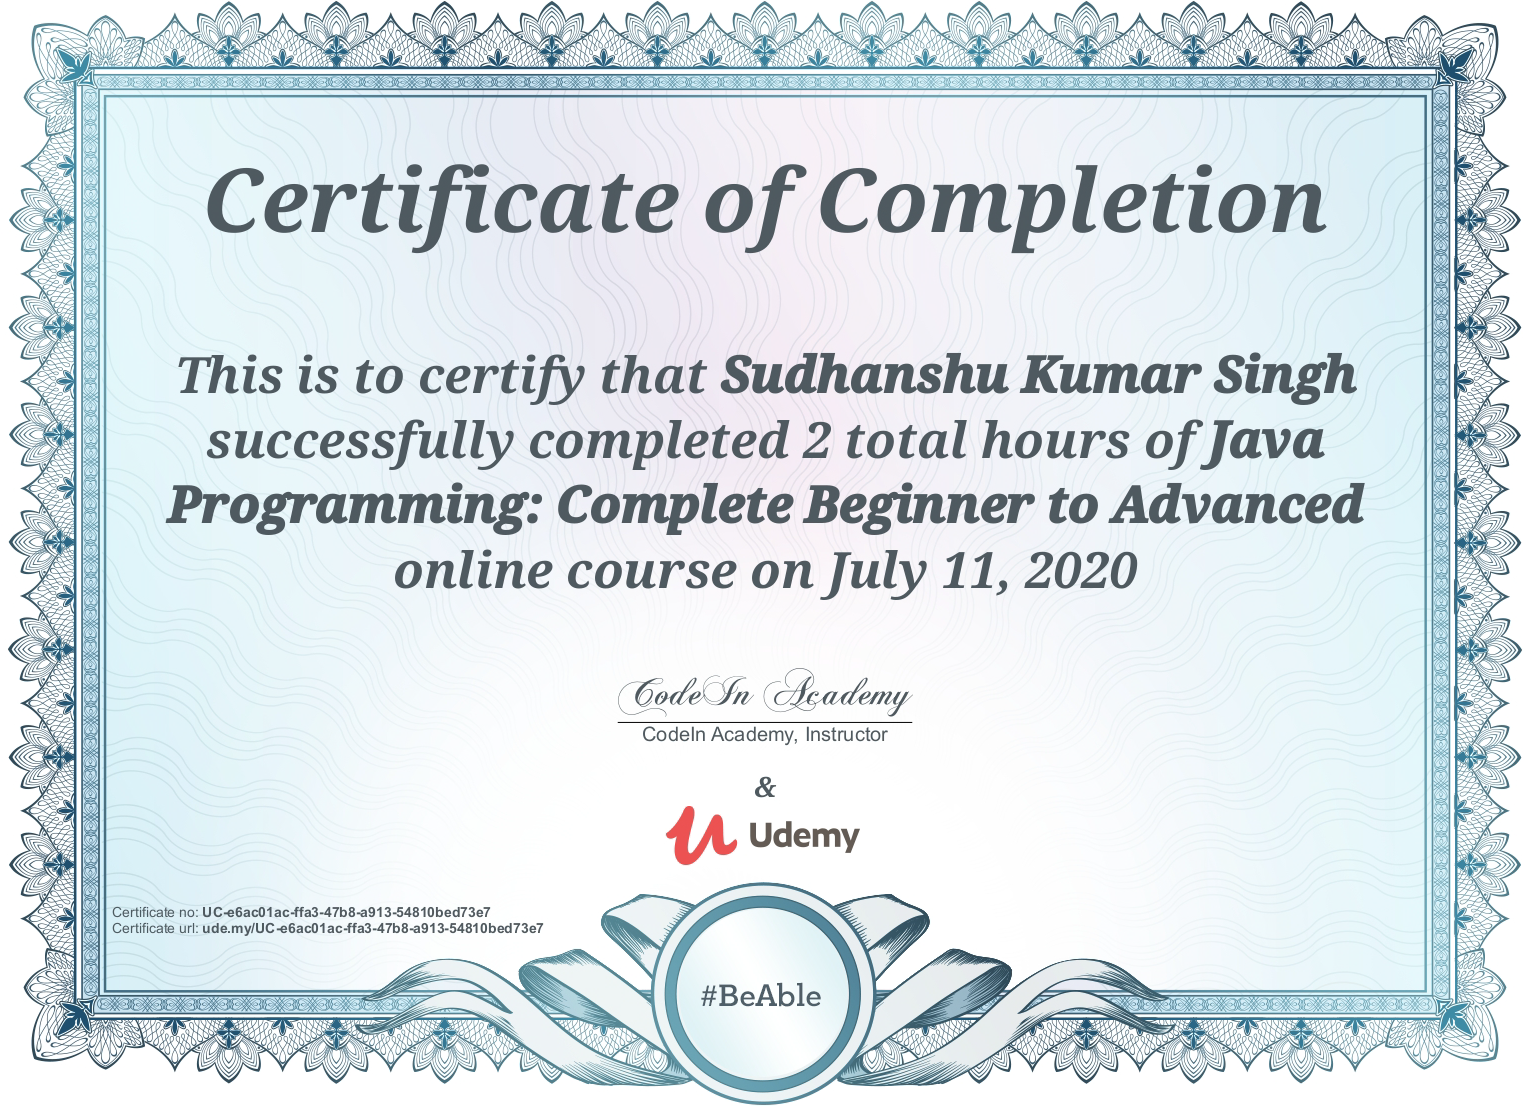 Certificate of Completion
This is to certify that Sudhanshu Kumar Singh
successfully completed 2 total hours of Java
Programming: Complete Beginner to Advanced
online course on July 11, 2020
CodeIn Academy
CodeIn Academy, Instructor
&
Udemy
Certificate no: UC-e6ac01ac-ffa3-47b8-a913-54810bed73e7
Certificate url: ude.my/UC-e6ac01ac-ffa3-47b8-a913-54810bed73e7
#BeAble